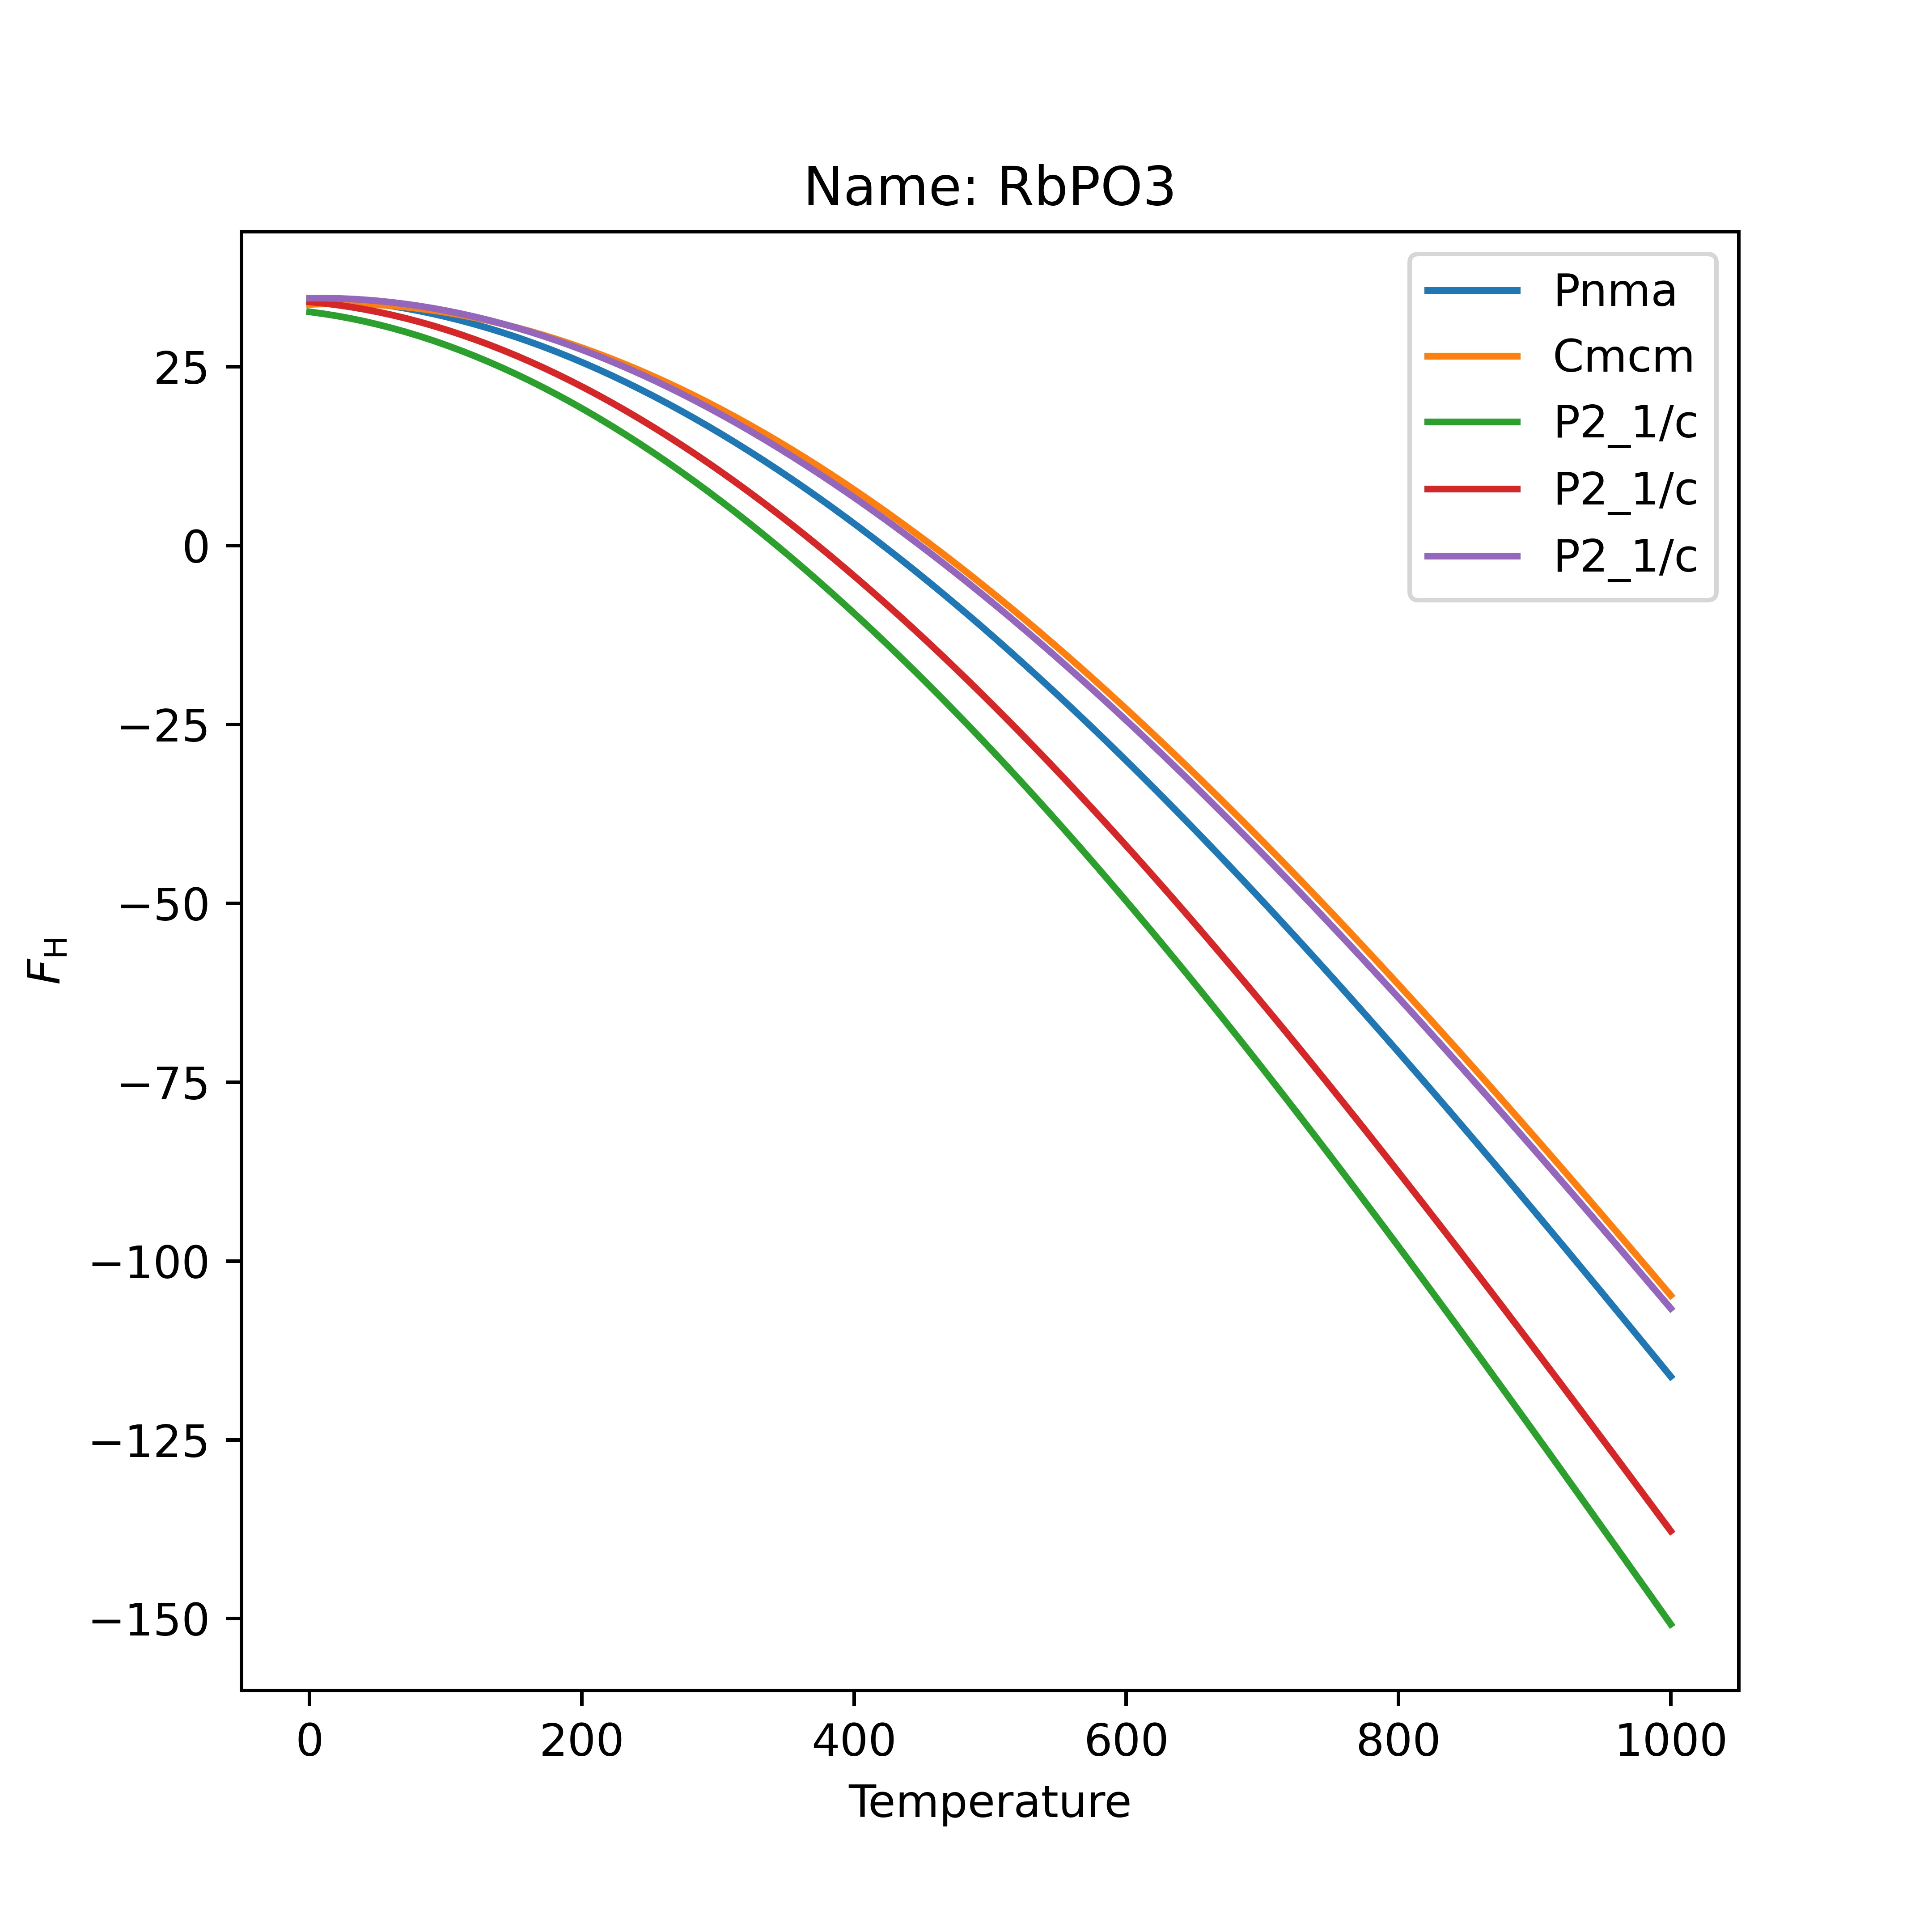 Name: RbPO3
Pnma
Cmcm
P2_1/c
P2_1/c
P2_1/c
25
0
−25
−50
−75
−100
−125
−150
F_H
0 200 400 600 800 1000
Temperature